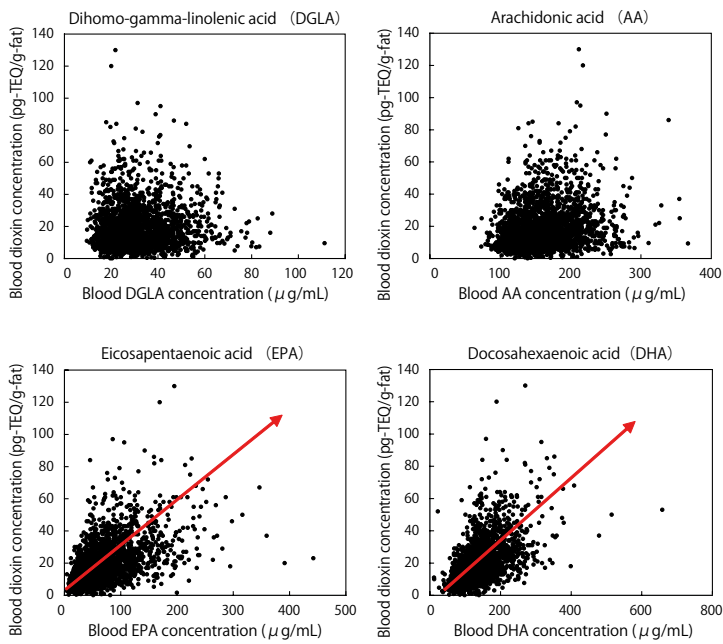 Dihomo-gamma-linolenic acid （DGLA）
Blood dioxin concentration (pg-TEQ/g-fat)
140
120
100
80
60
40
20
0
0 20 40 60 80 100 120
Blood DGLA concentration (μg/mL)
Arachidonic acid （AA）
Blood dioxin concentration (pg-TEQ/g-fat)
140
120
100
80
60
40
20
0
0 100 200 300 400
Blood AA concentration (μg/mL)
Eicosapentaenoic acid （EPA）
Blood dioxin concentration (pg-TEQ/g-fat)
140
120
100
80
60
40
20
0
0 100 200 300 400 500
Blood EPA concentration (μg/mL)
Docosahexaenoic acid （DHA）
Blood dioxin concentration (pg-TEQ/g-fat)
140
120
100
80
60
40
20
0
0 200 400 600 800
Blood DHA concentration (μg/mL)